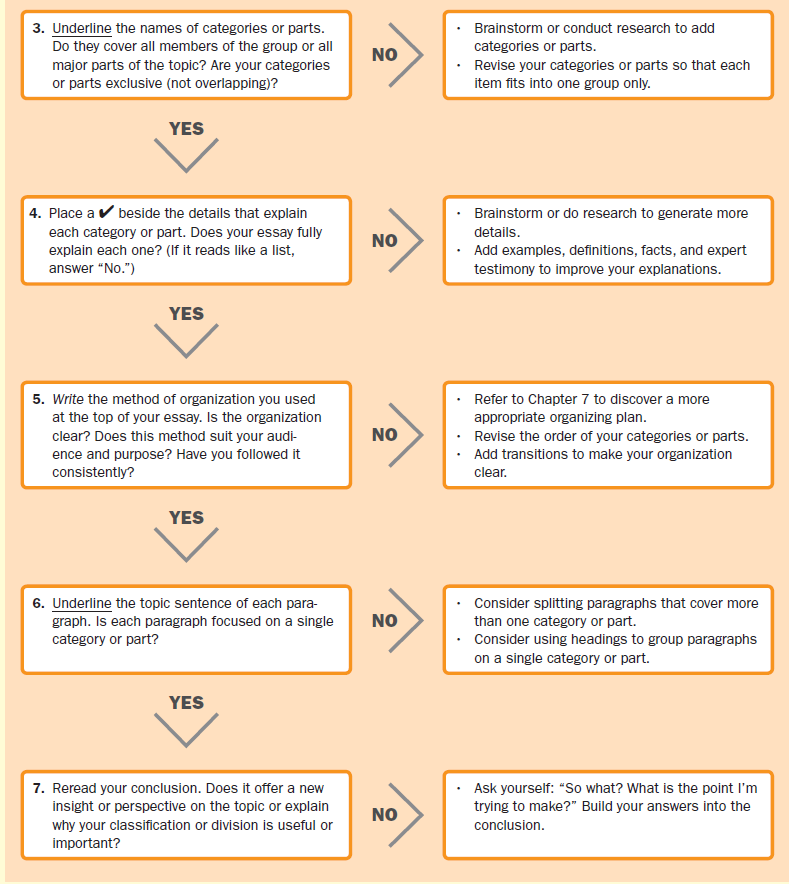 3. Underline the names of categories or parts.
Do they cover all members of the group or all
major parts of the topic? Are your categories
or parts exclusive (not overlapping)?
NO
• Brainstorm or conduct research to add
categories or parts.
• Revise your categories or parts so that each
item fits into one group only.
YES
4. Place a ✔ beside the details that explain
each category or part. Does your essay fully
explain each one? (If it reads like a list,
answer “No.”)
NO
• Brainstorm or do research to generate more
details.
• Add examples, definitions, facts, and expert
testimony to improve your explanations.
YES
5. Write the method of organization you used
at the top of your essay. Is the organization
clear? Does this method suit your audi-
ence and purpose? Have you followed it
consistently?
NO
• Refer to Chapter 7 to discover a more
appropriate organizing plan.
• Revise the order of your categories or parts.
• Add transitions to make your organization
clear.
YES
6. Underline the topic sentence of each para-
graph. Is each paragraph focused on a single
category or part?
NO
• Consider splitting paragraphs that cover more
than one category or part.
• Consider using headings to group paragraphs
on a single category or part.
YES
7. Reread your conclusion. Does it offer a new
insight or perspective on the topic or explain
why your classification or division is useful or
important?
NO
• Ask yourself: “So what? What is the point I’m
trying to make?” Build your answers into the
conclusion.